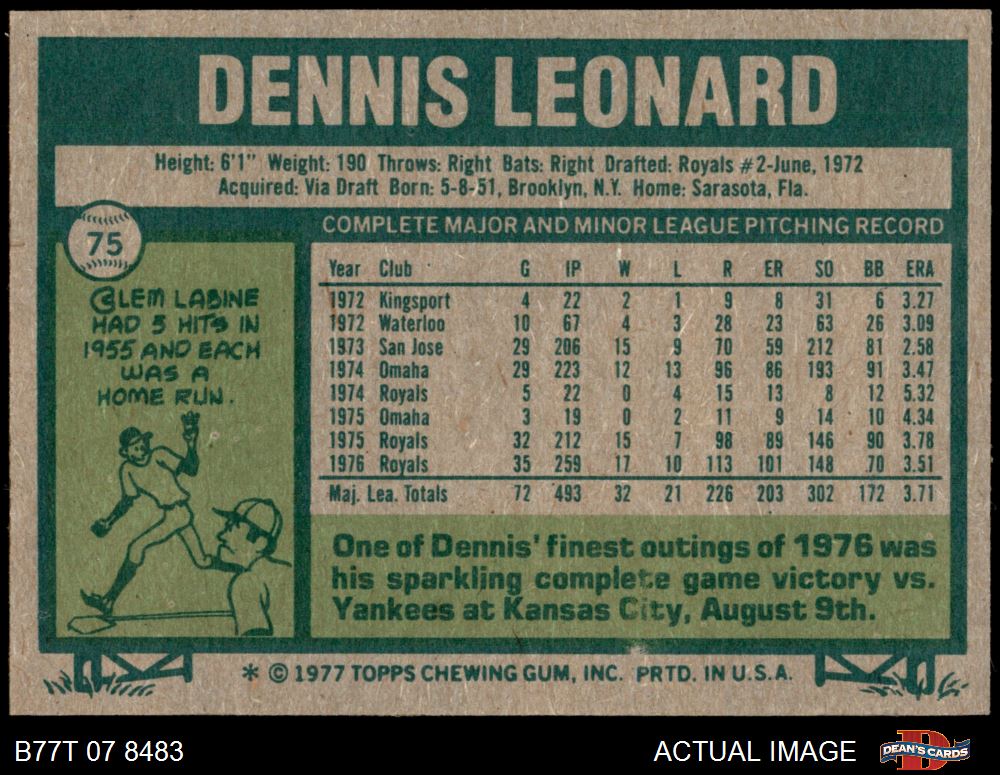 DENNIS LEONARD
Height: 6'1" Weight: 190 Throws: Right Bats: Right Drafted: Royals #2-June, 1972
Acquired: Via Draft Born: 5-8-51, Brooklyn, N.Y. Home: Sarasota, Fla.
75
CLEM LABINE
HAD 5 HITS IN
1955 AND EACH
WAS A
HOME RUN.
COMPLETE MAJOR AND MINOR LEAGUE PITCHING RECORD
Year Club G IP W L R ER SO BB ERA
1972 Kingsport 4 22 2 1 9 8 31 6 3.27
1972 Waterloo 10 67 4 3 28 23 63 26 3.09
1973 San Jose 29 206 15 9 70 59 212 81 2.58
1974 Omaha 29 223 12 13 96 86 193 91 3.47
1974 Royals 5 22 0 4 15 13 8 12 5.32
1975 Omaha 3 19 0 2 11 9 14 10 4.34
1975 Royals 32 212 15 7 98 89 146 90 3.78
1976 Royals 35 259 17 10 113 101 148 70 3.51
Maj. Lea. Totals 72 493 32 21 226 203 302 172 3.71
One of Dennis' finest outings of 1976 was
his sparkling complete game victory vs.
Yankees at Kansas City, August 9th.
* © 1977 TOPPS CHEWING GUM, INC. PRTD. IN U.S.A.
B77T 07 8483
ACTUAL IMAGE
D
DEAN'S CARDS